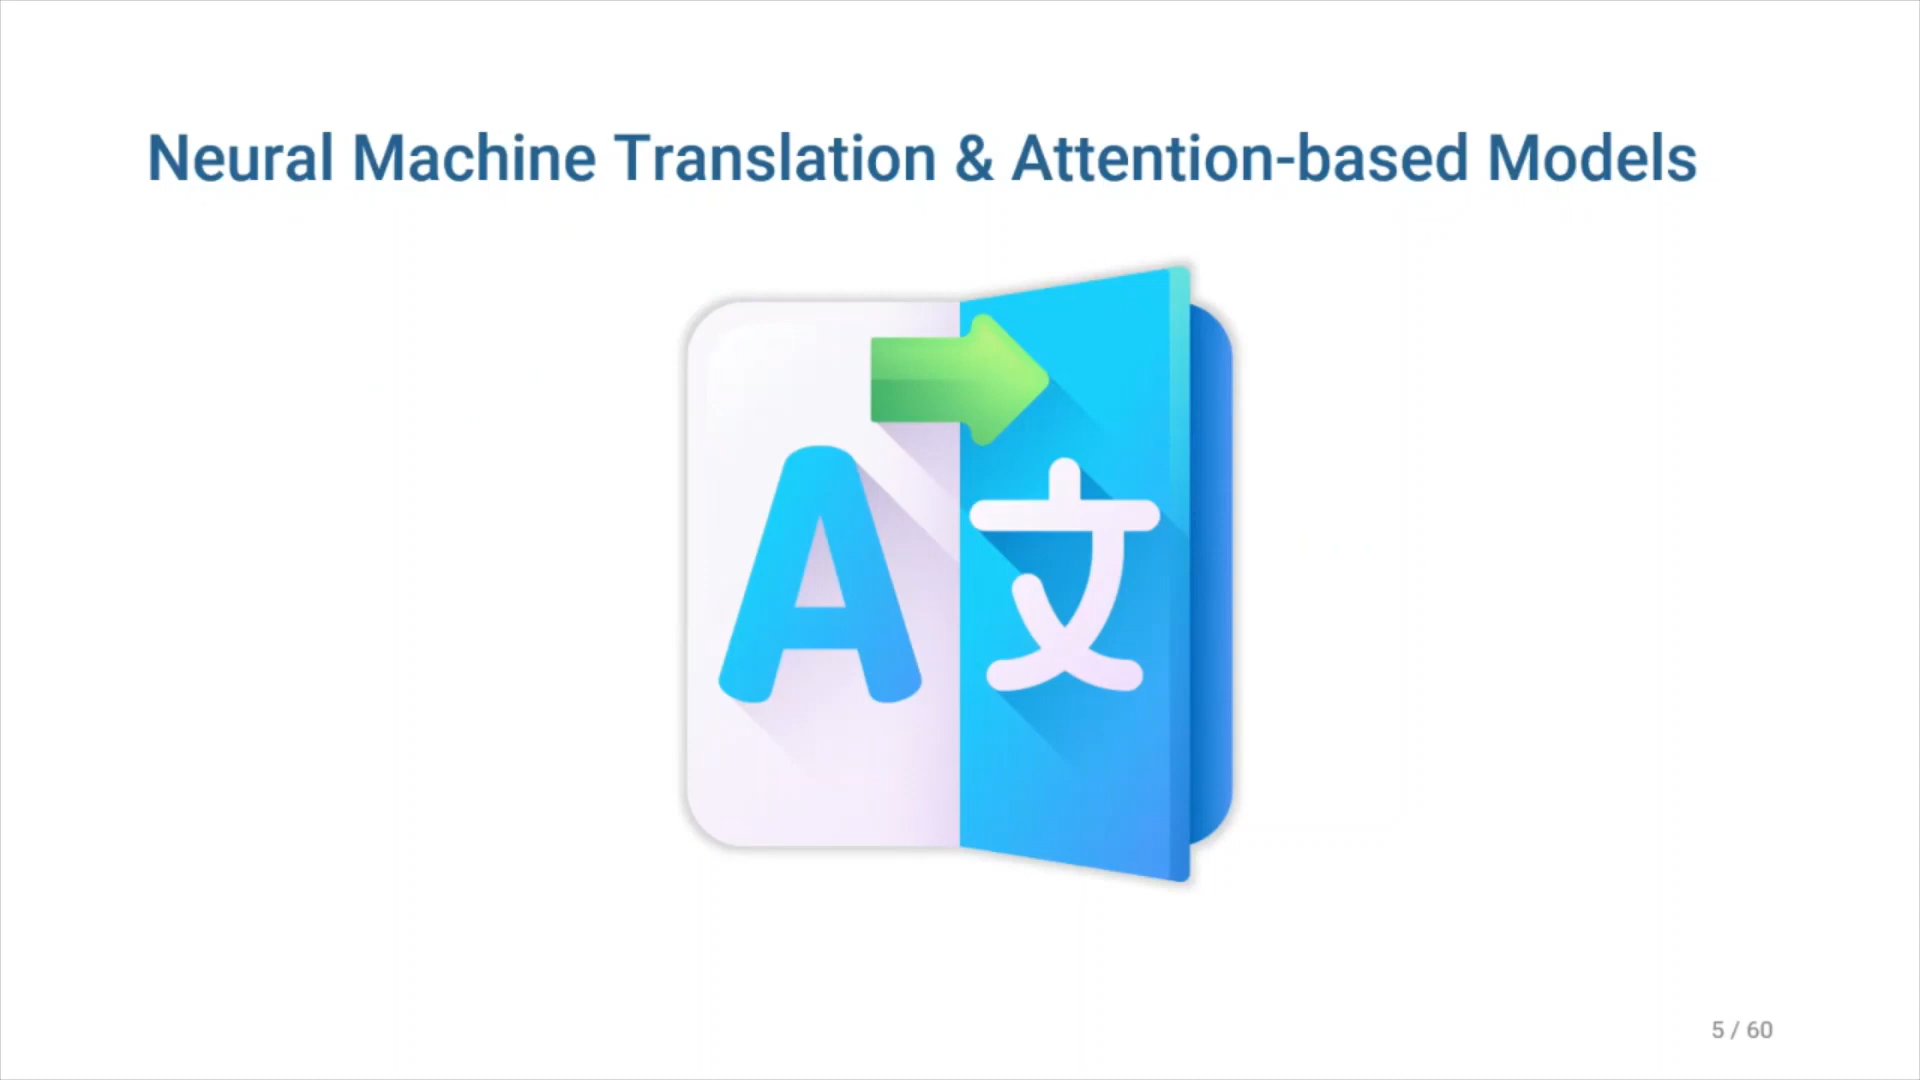 Neural Machine Translation & Attention-based Models
A
文
5 / 60